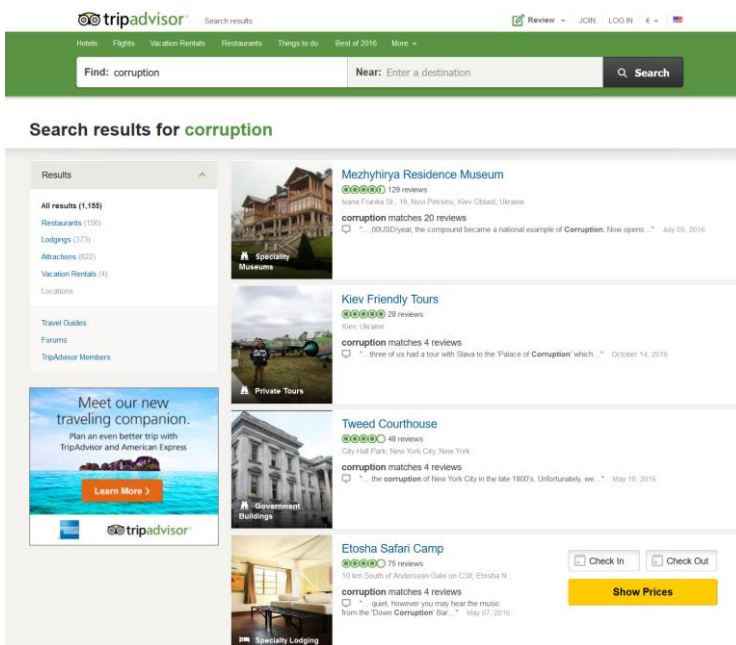 tripadvisor
Search results
Review
JOIN
LOG IN
€
Hotels
Flights
Vacation Rentals
Restaurants
Things to do
Best of 2016
More
Find: corruption
Near: Enter a destination
Search
Search results for corruption
Results
All results (1,155)
Restaurants (156)
Lodgings (373)
Attractions (622)
Vacation Rentals (4)
Locations
Travel Guides
Forums
TripAdvisor Members
Meet our new
traveling companion.
Plan an even better trip with
TripAdvisor and American Express
Learn More >
tripadvisor
Speciality
Museums
Mezhyhirya Residence Museum
129 reviews
Ivana Franka St., 19, Novi Petrivtsi, Kiev Oblast, Ukraine
corruption matches 20 reviews
"...,00USD/year, the compound became a national example of Corruption. Now opens..." July 05, 2016
Private Tours
Kiev Friendly Tours
28 reviews
Kiev, Ukraine
corruption matches 4 reviews
"...three of us had a tour with Slava to the 'Palace of Corruption' which..." October 14, 2016
Government
Buildings
Tweed Courthouse
48 reviews
City Hall Park, New York City, New York
corruption matches 4 reviews
"... the corruption of New York City in the late 1800's. Unfortunately, we..." May 10, 2016
Specialty Lodging
Etosha Safari Camp
75 reviews
10 km South of Andersson Gate on C38, Etosha N...
corruption matches 4 reviews
"... quiet, however you may hear the music
from the 'Down Corruption' Bar..." May 07, 2016
Check In
Check Out
Show Prices